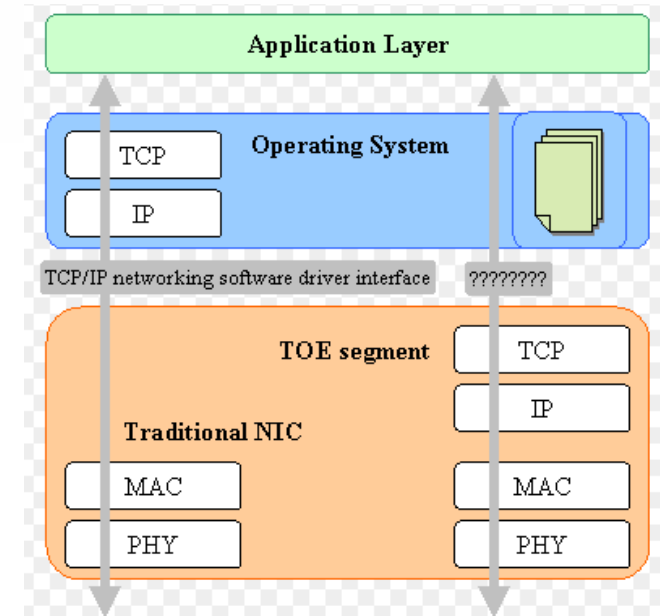 Application Layer
Operating System
TCP
IP
TCP/IP networking software driver interface
????????
TOE segment
TCP
IP
Traditional NIC
MAC
MAC
PHY
PHY